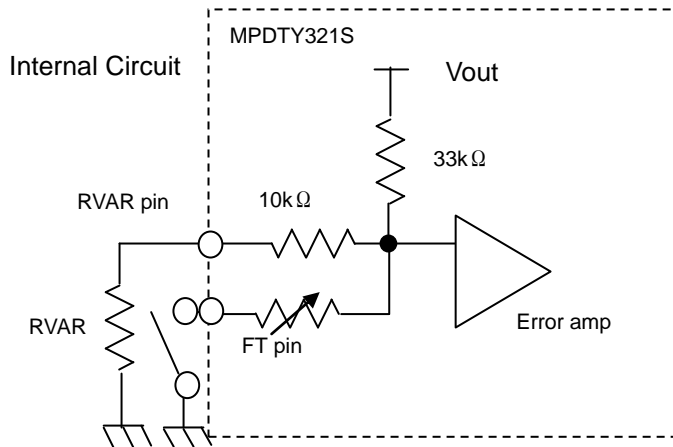 MPDTY321S
Internal Circuit
Vout
33kΩ
10kΩ
RVAR pin
RVAR
FT pin
Error amp